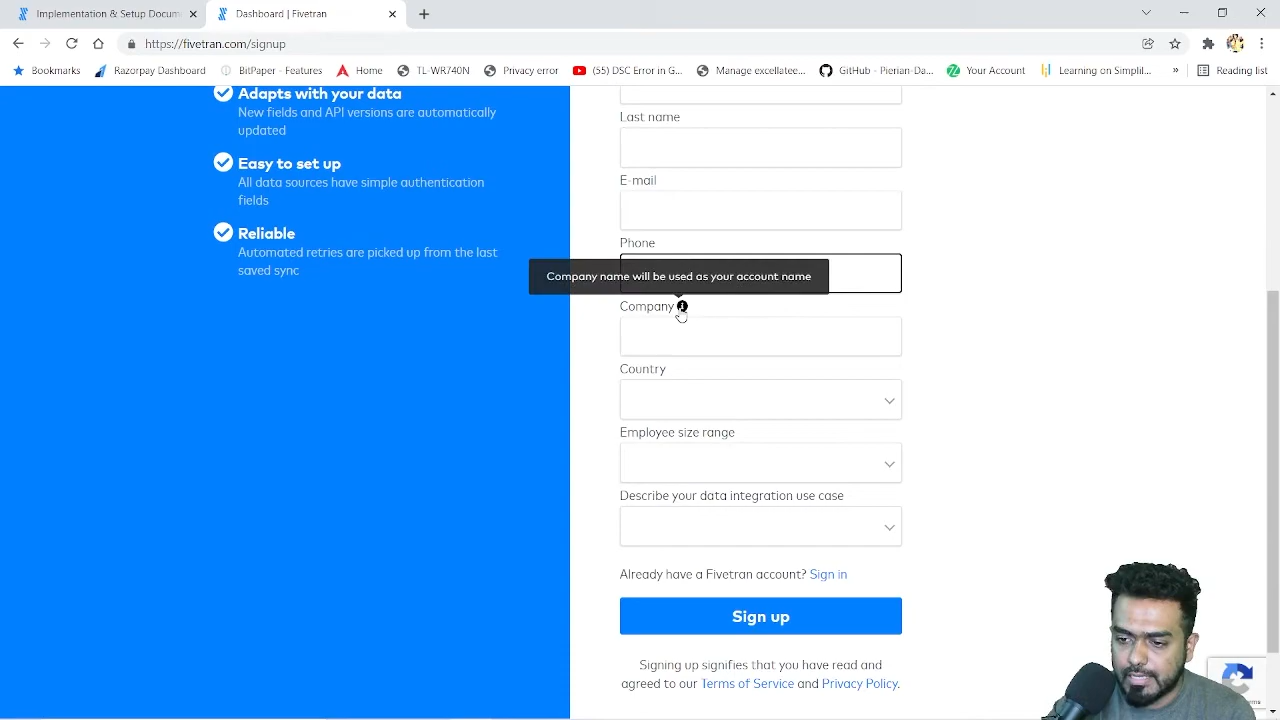 Implementation & Setup Docum
Dashboard | Fivetran
https://fivetran.com/signup
Bookmarks
Razorpay Dashboard
BitPaper - Features
Home
TL-WR740N
Privacy error
(55) DSC Error in G...
Manage excelstee...
GitHub - Pierian-Da...
Your Account
Learning on Simplil...
»
Reading list
Adapts with your data
New fields and API versions are automatically
updated
Easy to set up
All data sources have simple authentication
fields
Reliable
Automated retries are picked up from the last
saved sync
Last name
E-mail
Phone
Company name will be used as your account name
Company
Country
Employee size range
Describe your data integration use case
Already have a Fivetran account? Sign in
Sign up
Signing up signifies that you have read and
agreed to our Terms of Service and Privacy Policy.